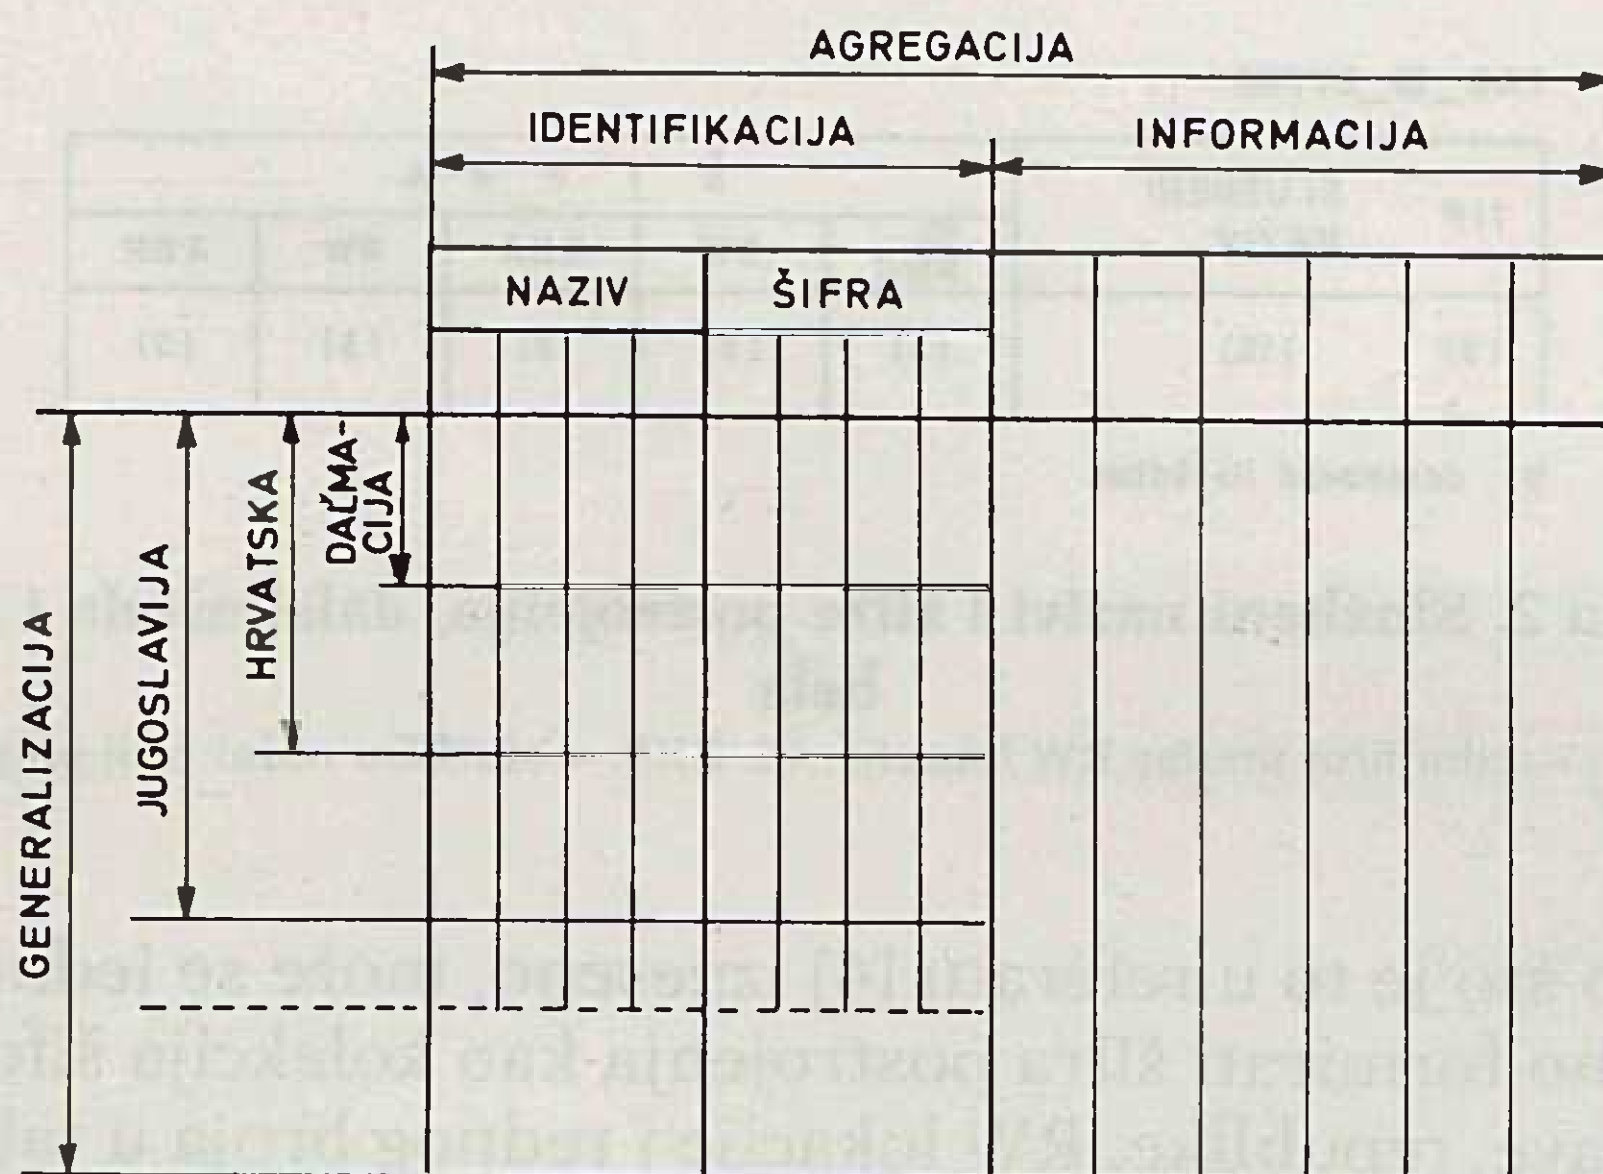 AGREGACIJA
IDENTIFIKACIJA
INFORMACIJA
NAZIV
ŠIFRA
GENERALIZACIJA
JUGOSLAVIJA
HRVATSKA
DALMA-
CIJA